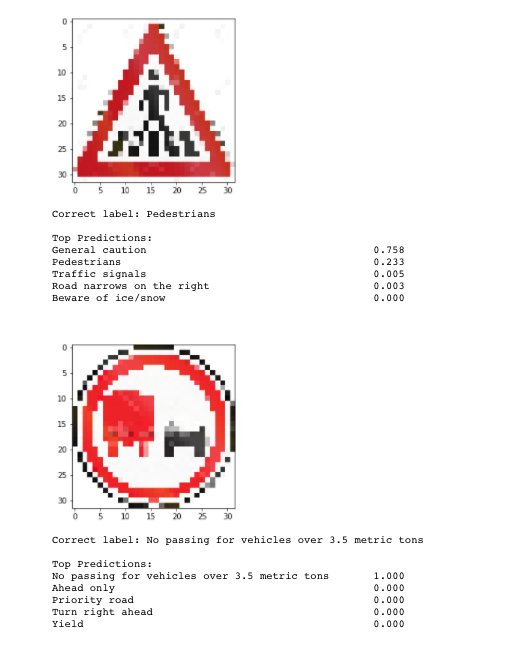 0
5
10
15
20
25
30
0 5 10 15 20 25 30
Correct label: Pedestrians
Top Predictions:
General caution 0.758
Pedestrians 0.233
Traffic signals 0.005
Road narrows on the right 0.003
Beware of ice/snow 0.000
0
5
10
15
20
25
30
0 5 10 15 20 25 30
Correct label: No passing for vehicles over 3.5 metric tons
Top Predictions:
No passing for vehicles over 3.5 metric tons 1.000
Ahead only 0.000
Priority road 0.000
Turn right ahead 0.000
Yield 0.000